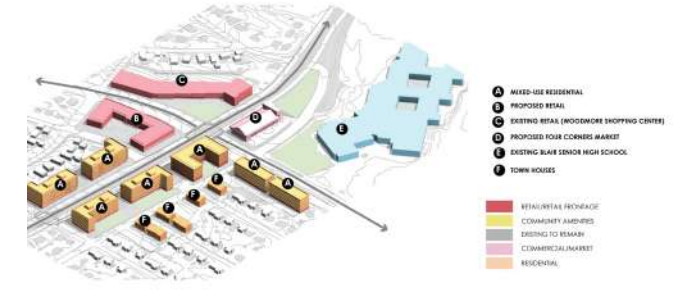 C
B
D
E
A
A
A
A
A
A
A
F
F
F
F
A MIXED-USE RESIDENTIAL
B PROPOSED RETAIL
C EXISTING RETAIL (WOODMORE SHOPPING CENTER)
D PROPOSED FOUR CORNERS MARKET
E EXISTING BLAIR SENIOR HIGH SCHOOL
F TOWN HOUSES
RETAIL/RETAIL FRONTAGE
COMMUNITY AMENITIES
EXISTING TO REMAIN
COMMERCIAL/MARKET
RESIDENTIAL